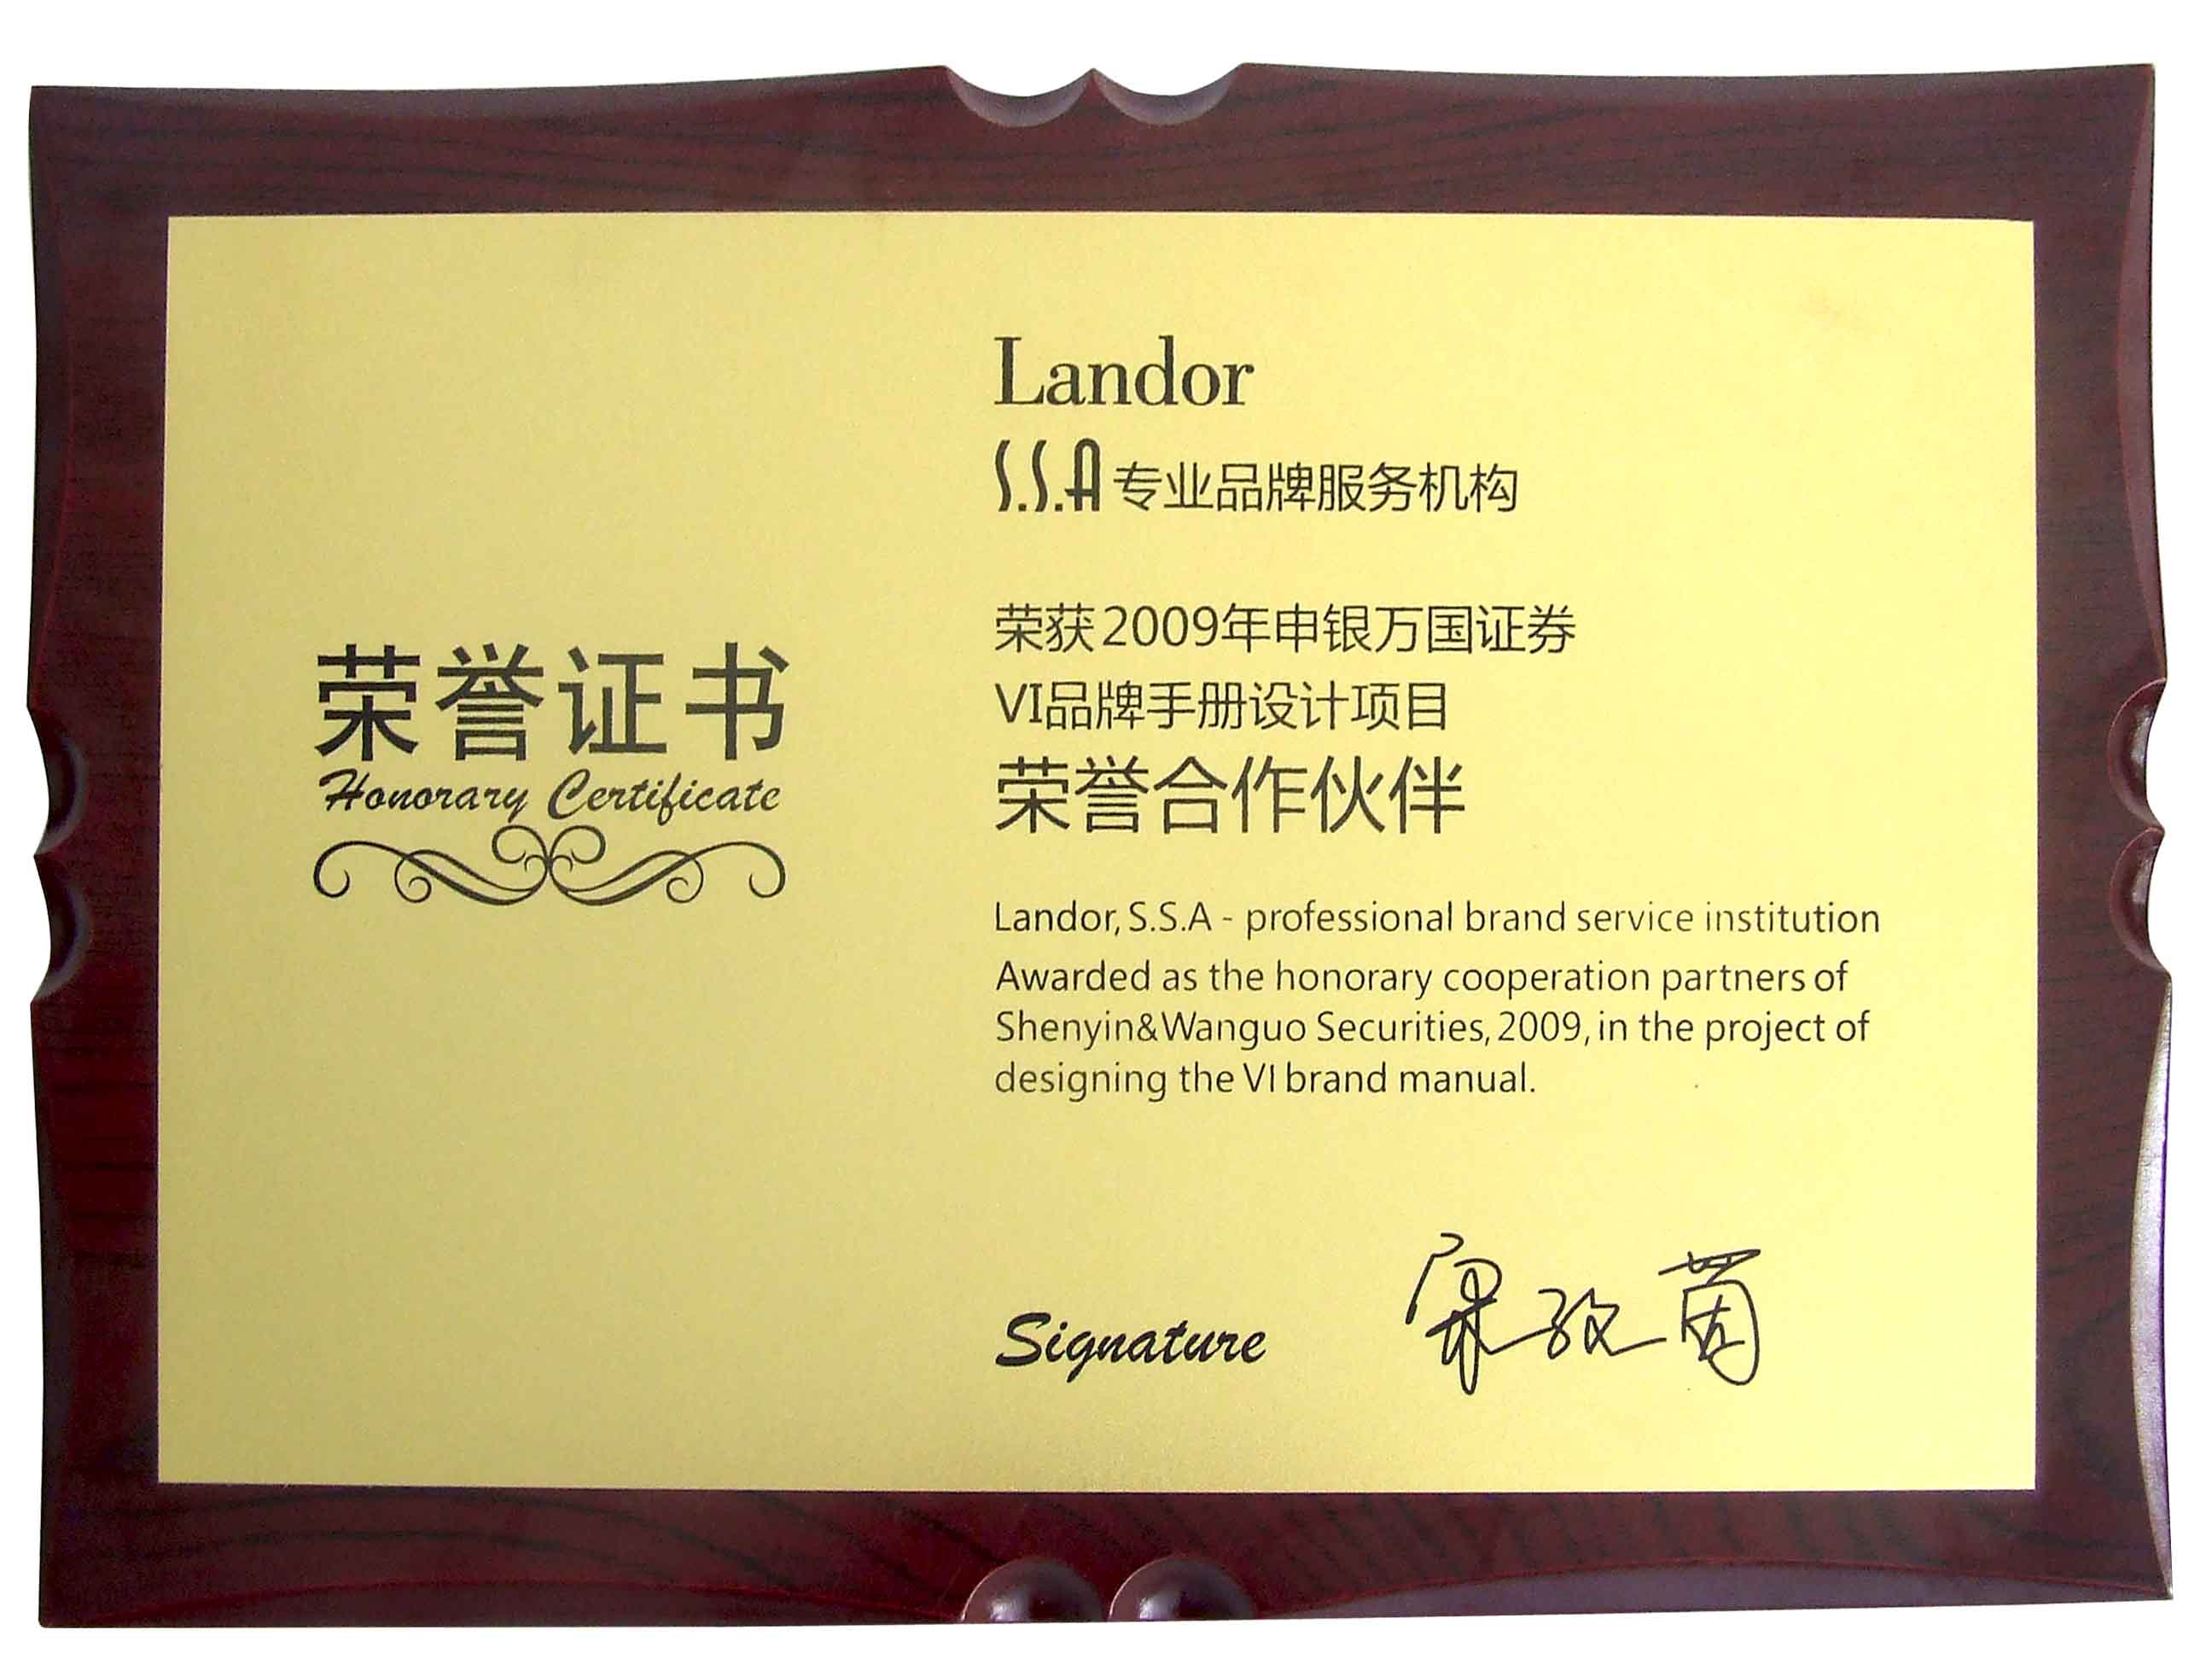 荣誉证书
Honorary Certificate
Landor
S.S.A 专业品牌服务机构
荣获2009年申银万国证券
VI品牌手册设计项目
荣誉合作伙伴
Landor, S.S.A - professional brand service institution
Awarded as the honorary cooperation partners of
Shenyin&Wanguo Securities, 2009, in the project of
designing the VI brand manual.
Signature